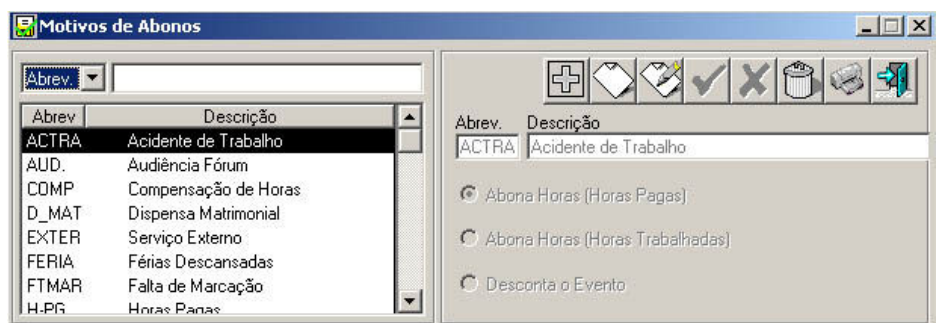 Motivos de Abonos
Abrev.
Abrev Descrição
ACTRA Acidente de Trabalho
AUD. Audiência Fórum
COMP Compensação de Horas
D_MAT Dispensa Matrimonial
EXTER Serviço Externo
FERIA Férias Descansadas
FTMAR Falta de Marcação
H-PG Horas Pagas
Abrev. Descrição
ACTRA Acidente de Trabalho
Abona Horas (Horas Pagas)
Abona Horas (Horas Trabalhadas)
Desconta o Evento